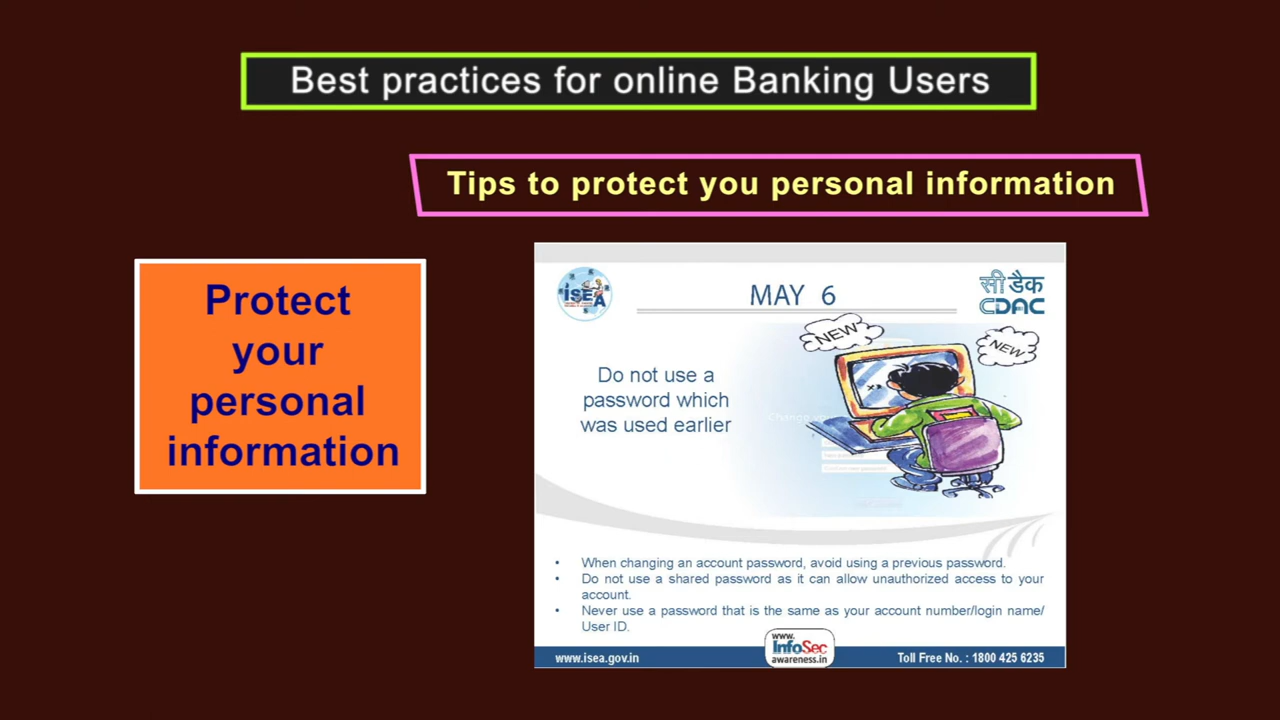 Best practices for online Banking Users
Tips to protect you personal information
Protect
your
personal
information
ISEA
MAY 6
सी डैक
CDAC
NEW
NEW
Do not use a
password which
was used earlier
• When changing an account password, avoid using a previous password.
• Do not use a shared password as it can allow unauthorized access to your
account.
• Never use a password that is the same as your account number/login name/
User ID.
www.isea.gov.in
www.
InfoSec
awareness.in
Toll Free No. : 1800 425 6235